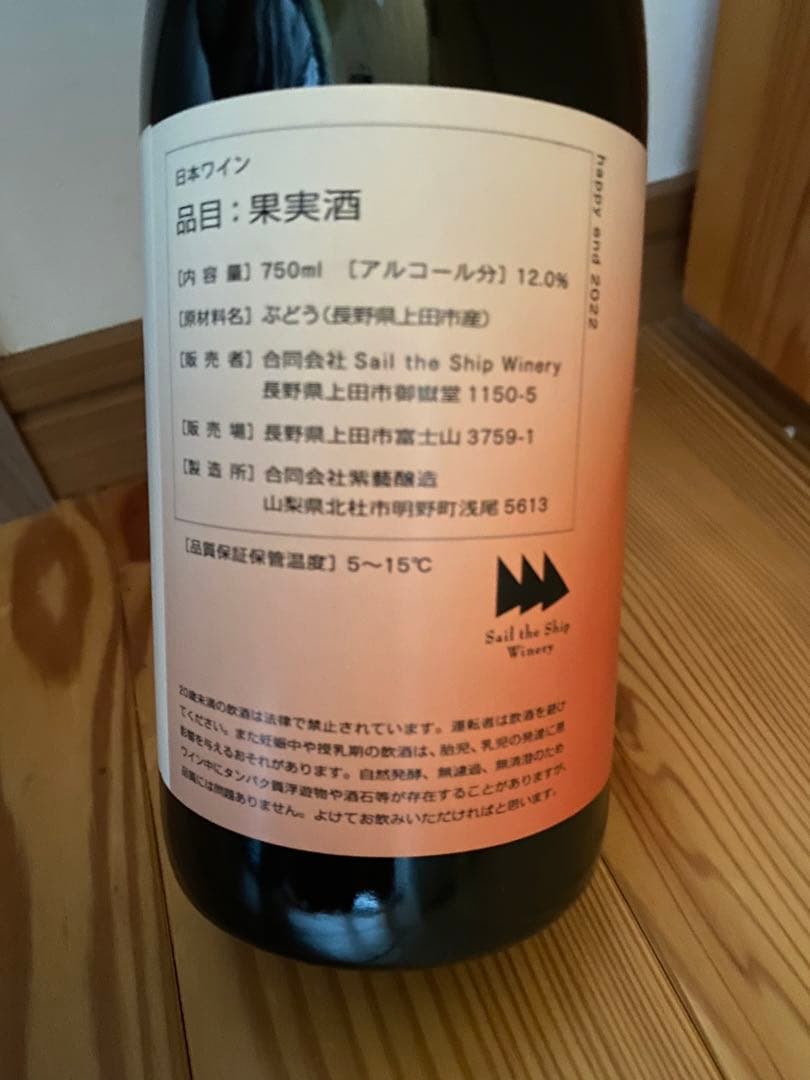 日本ワイン
品目：果実酒
[内容量] 750ml [アルコール分] 12.0%
[原材料名] ぶどう(長野県上田市産)
[販売者] 合同会社 Sail the Ship Winery
長野県上田市御嶽堂 1150-5
[販売場] 長野県上田市富士山 3759-1
[製造所] 合同会社紫藝醸造
山梨県北杜市明野町浅尾 5613
[品質保証保管温度] 5～15℃
happy end 2022
Sail the Ship
Winery
20歳未満の飲酒は法律で禁止されています。運転者は飲酒を避け
てください。また妊娠中や授乳期の飲酒は、胎児、乳児の発達に悪
影響を与えるおそれがあります。自然発酵、無濾過、無清澄のため
ワイン中にタンパク質浮遊物や酒石等が存在することがありますが、
品質には問題ありません。よけてお飲みいただければと思います。